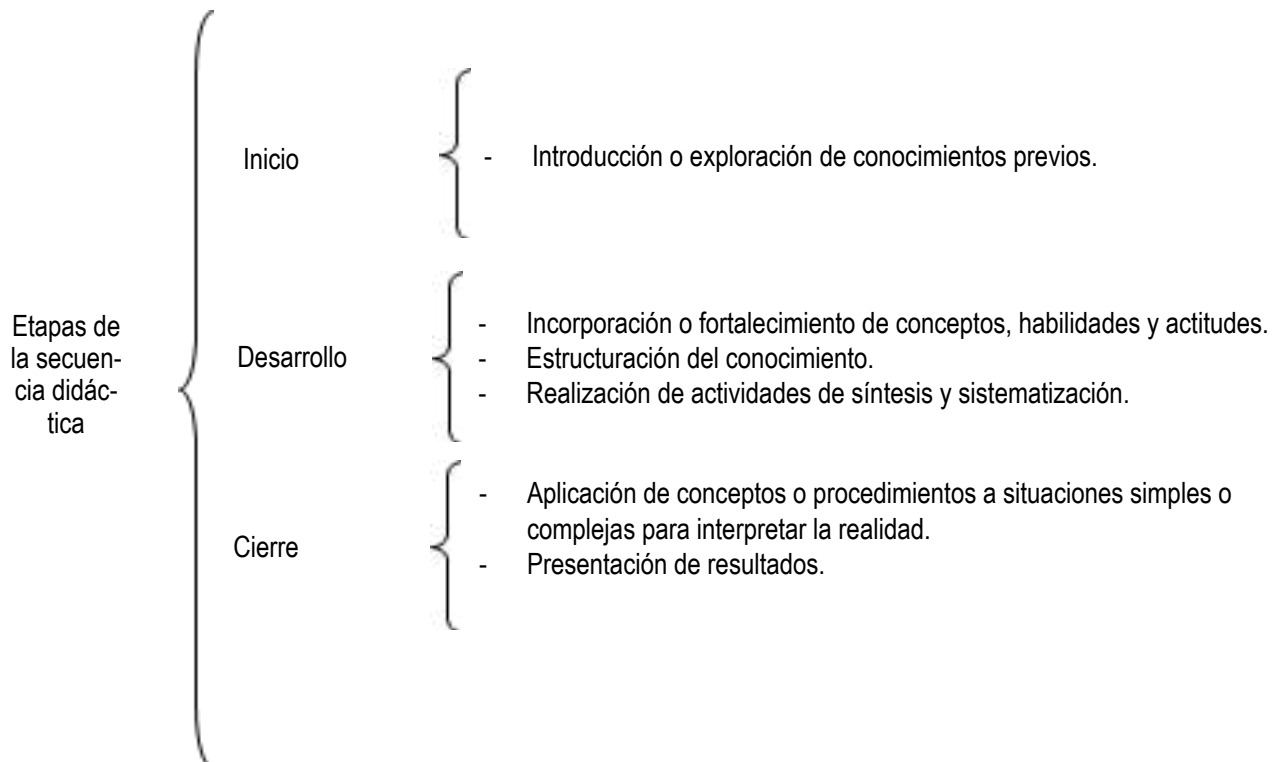 Etapas de
la secuen-
cia didác-
tica
Inicio
- Introducción o exploración de conocimientos previos.
Desarrollo
- Incorporación o fortalecimiento de conceptos, habilidades y actitudes.
- Estructuración del conocimiento.
- Realización de actividades de síntesis y sistematización.
Cierre
- Aplicación de conceptos o procedimientos a situaciones simples o
complejas para interpretar la realidad.
- Presentación de resultados.